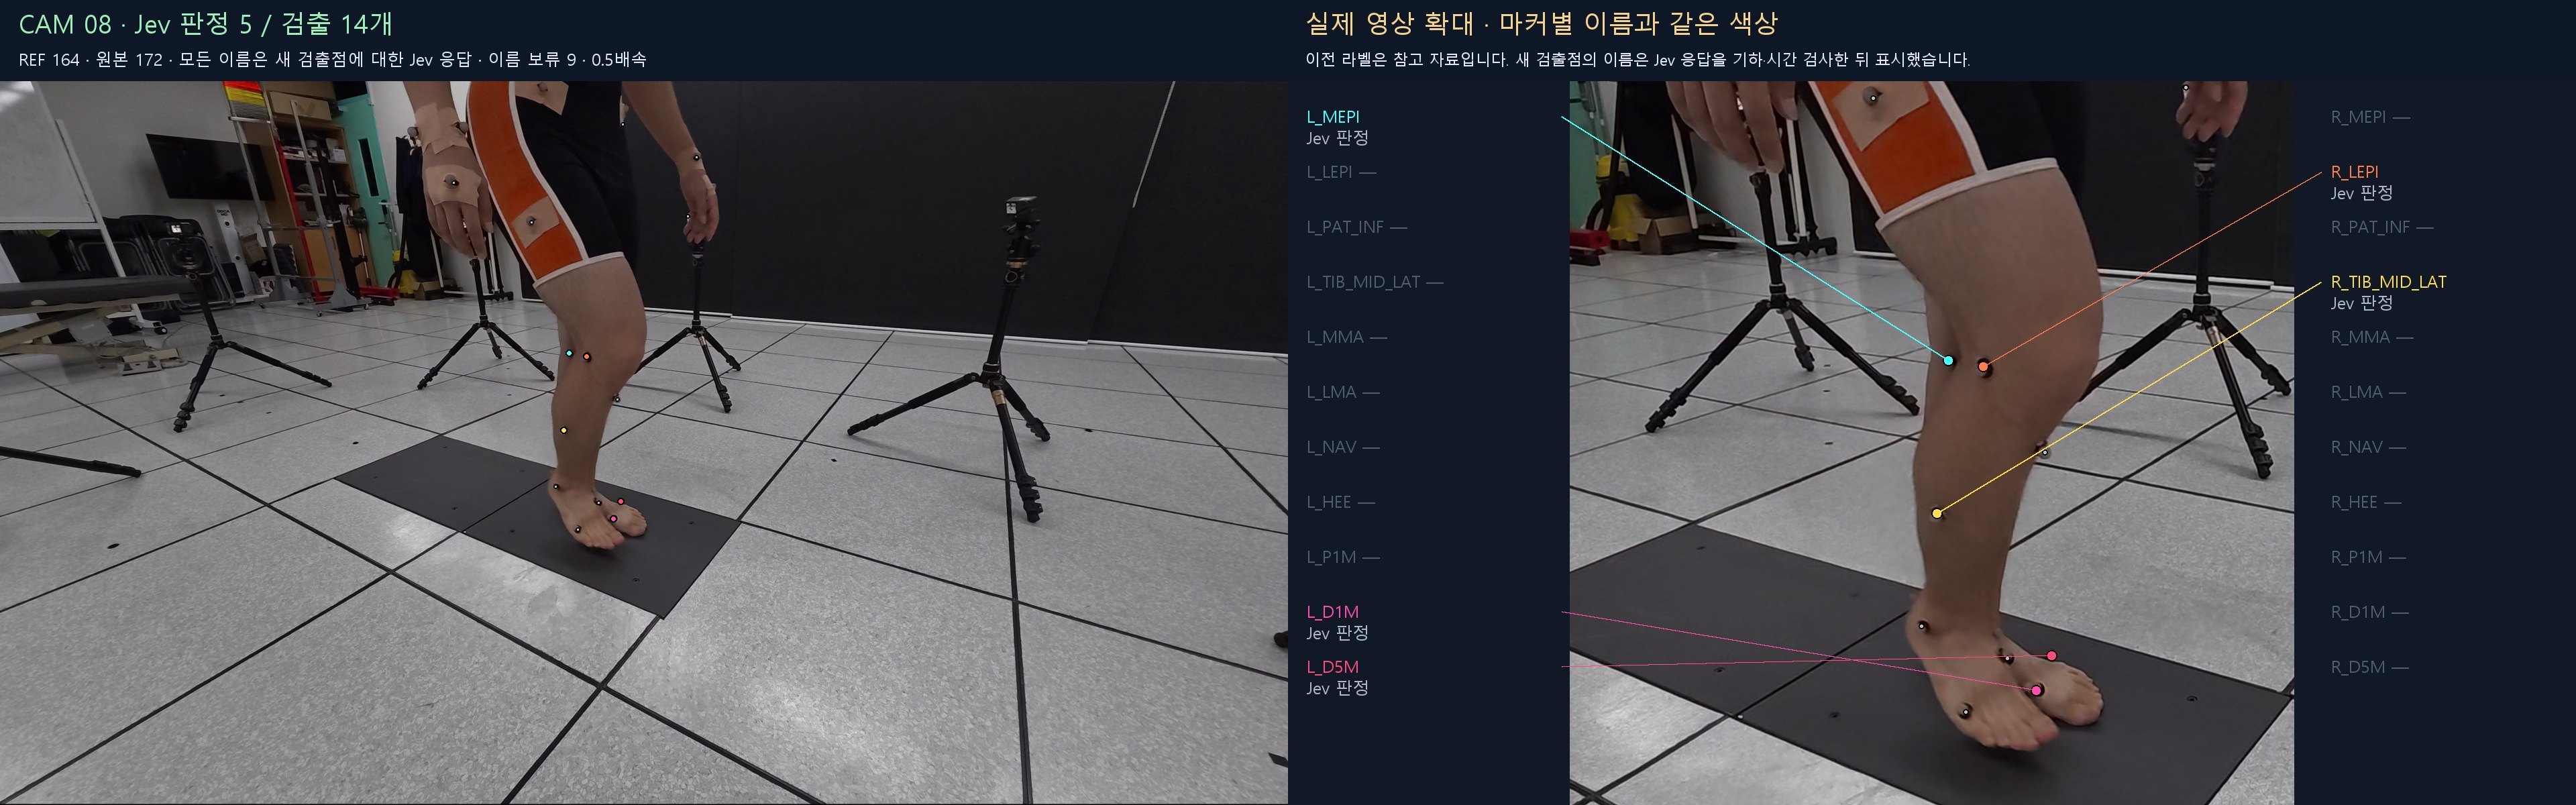 CAM 08 · Jev 판정 5 / 검출 14개
REF 164 · 원본 172 · 모든 이름은 새 검출점에 대한 Jev 응답 · 이름 보류 9 · 0.5배속
실제 영상 확대 · 마커별 이름과 같은 색상
이전 라벨은 참고 자료입니다. 새 검출점의 이름은 Jev 응답을 기하·시간 검사한 뒤 표시했습니다.
L_MEPI
Jev 판정
L_LEPI —
L_PAT_INF —
L_TIB_MID_LAT —
L_MMA —
L_LMA —
L_NAV —
L_HEE —
L_P1M —
L_D1M
Jev 판정
L_D5M
Jev 판정
R_MEPI —
R_LEPI
Jev 판정
R_PAT_INF —
R_TIB_MID_LAT
Jev 판정
R_MMA —
R_LMA —
R_NAV —
R_HEE —
R_P1M —
R_D1M —
R_D5M —